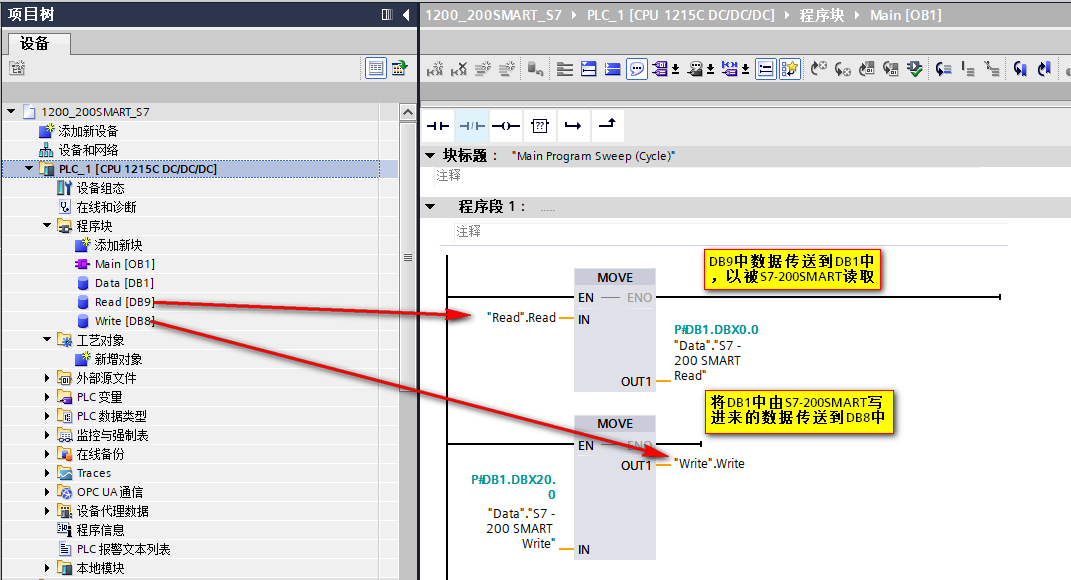 项目树
设备
1200_200SMART_S7
添加新设备
设备和网络
PLC_1 [CPU 1215C DC/DC/DC]
设备组态
在线和诊断
程序块
添加新块
Main [OB1]
Data [DB1]
Read [DB9]
Write [DB8]
工艺对象
新增对象
外部源文件
PLC 变量
PLC 数据类型
监控与强制表
在线备份
Traces
OPC UA 通信
设备代理数据
程序信息
PLC 报警文本列表
本地模块
1200_200SMART_S7 PLC_1 [CPU 1215C DC/DC/DC] 程序块 Main [OB1]
??
块标题： "Main Program Sweep (Cycle)"
注释
程序段 1： .....
注释
DB9中数据传送到DB1中
，以被S7-200SMART读取
MOVE
EN ENO
"Read".Read IN
P#DB1.DBX0.0
"Data"."S7 -
200 SMART
Read"
OUT1
将DB1中由S7-200SMART写
进来的数据传送到DB8中
MOVE
EN ENO
OUT1 "Write".Write
P#DB1.DBX20.
0
"Data"."S7 -
200 SMART
Write"
IN